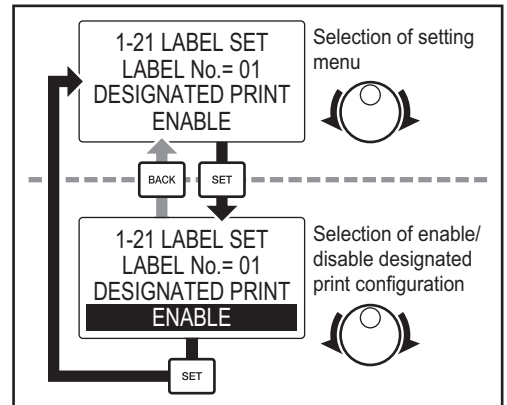 1-21 LABEL SET
LABEL No.= 01
DESIGNATED PRINT
ENABLE
Selection of setting
menu
BACK
SET
1-21 LABEL SET
LABEL No.= 01
DESIGNATED PRINT
ENABLE
Selection of enable/
disable designated
print configuration
SET